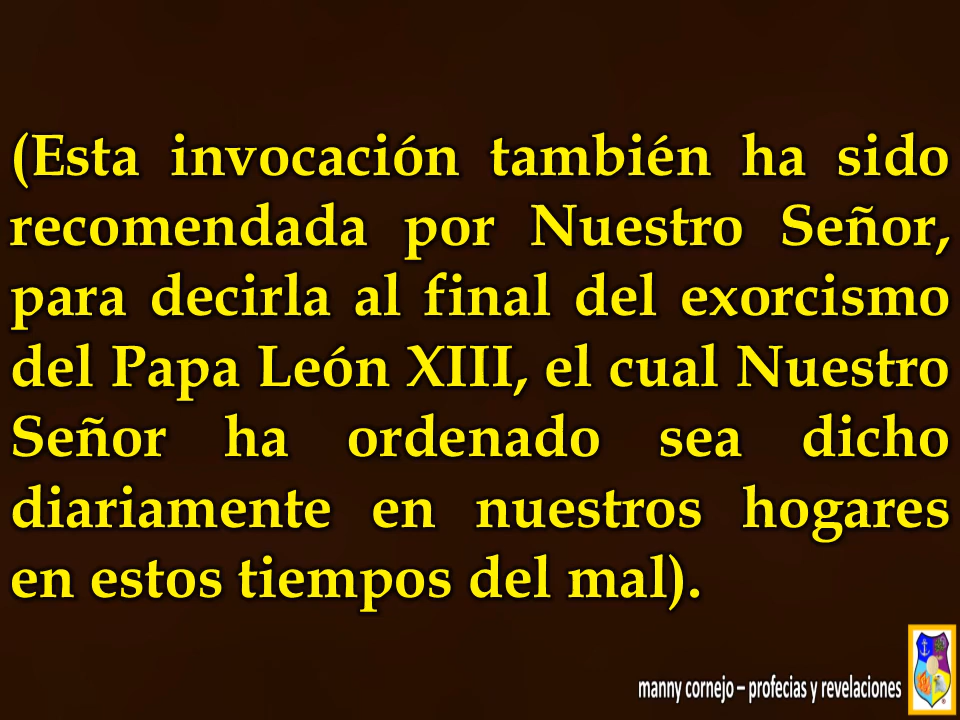 (Esta invocación también ha sido
recomendada por Nuestro Señor,
para decirla al final del exorcismo
del Papa León XIII, el cual Nuestro
Señor ha ordenado sea dicho
diariamente en nuestros hogares
en estos tiempos del mal).
manny cornejo – profecias y revelaciones